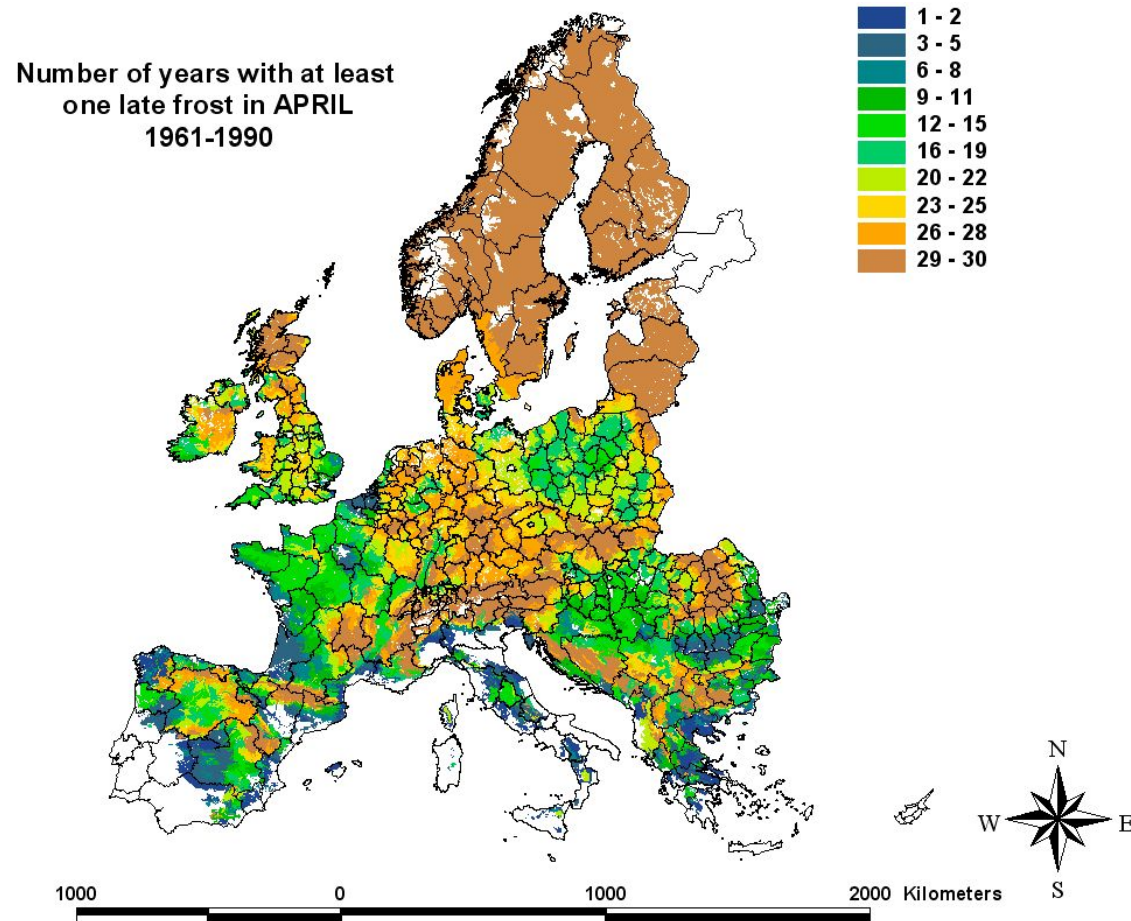 Number of years with at least
one late frost in APRIL
1961-1990
1 - 2
3 - 5
6 - 8
9 - 11
12 - 15
16 - 19
20 - 22
23 - 25
26 - 28
29 - 30
N
W E
S
1000 0 1000 2000 Kilometers